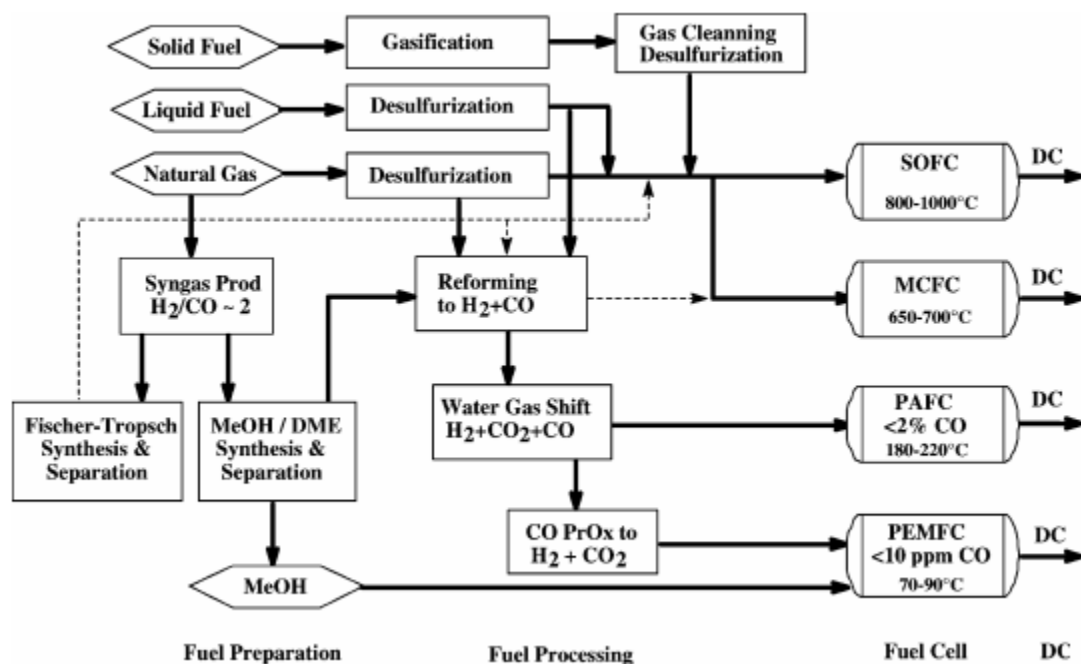 Solid Fuel
Gasification
Gas Cleanning
Desulfurization
Liquid Fuel
Desulfurization
Natural Gas
Desulfurization
SOFC
800-1000°C
DC
Syngas Prod
H2/CO ~ 2
Reforming
to H2+CO
MCFC
650-700°C
DC
Fischer-Tropsch
Synthesis &
Separation
MeOH / DME
Synthesis &
Separation
Water Gas Shift
H2+CO2+CO
PAFC
<2% CO
180-220°C
DC
CO PrOx to
H2 + CO2
PEMFC
<10 ppm CO
70-90°C
DC
MeOH
Fuel Preparation
Fuel Processing
Fuel Cell
DC